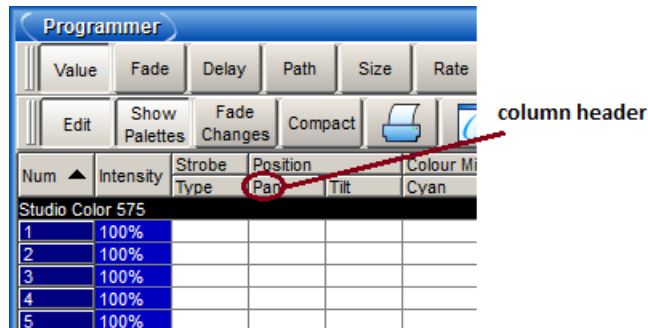 Programmer
Value Fade Delay Path Size Rate
Edit Show Palettes Fade Changes Compact
column header
Num Intensity Strobe Position Colour Mi
Type Pan Tilt Cyan
Studio Color 575
1 100%
2 100%
3 100%
4 100%
5 100%